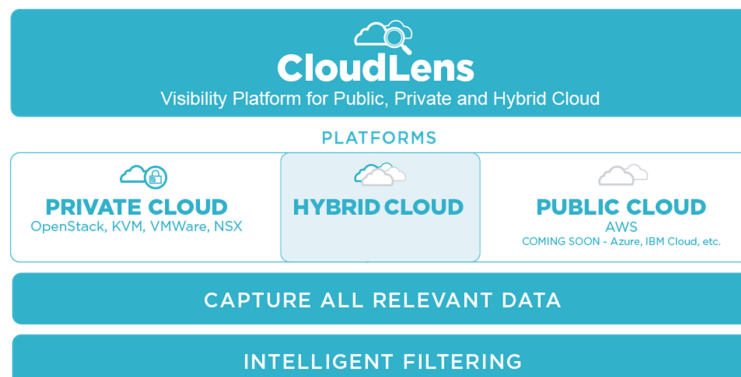 CloudLens
Visibility Platform for Public, Private and Hybrid Cloud
PLATFORMS
PRIVATE CLOUD
OpenStack, KVM, VMWare, NSX
HYBRID CLOUD
PUBLIC CLOUD
AWS
COMING SOON - Azure, IBM Cloud, etc.
CAPTURE ALL RELEVANT DATA
INTELLIGENT FILTERING